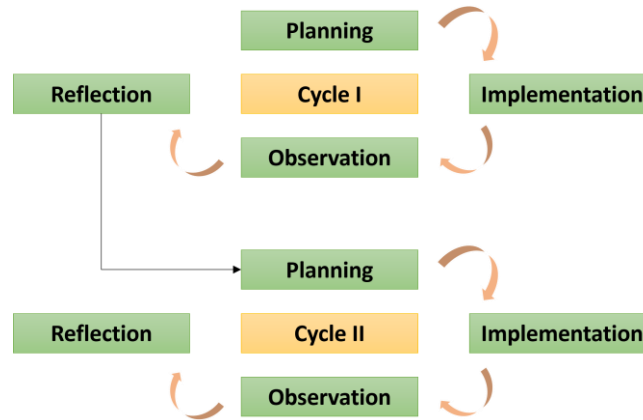 Planning
Reflection
Cycle I
Implementation
Observation
Planning
Reflection
Cycle II
Implementation
Observation